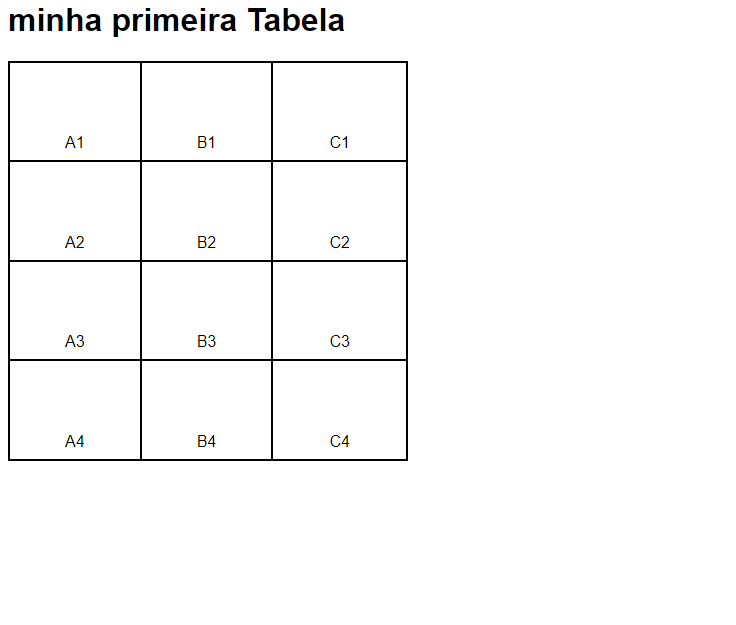 minha primeira Tabela
A1 B1 C1
A2 B2 C2
A3 B3 C3
A4 B4 C4